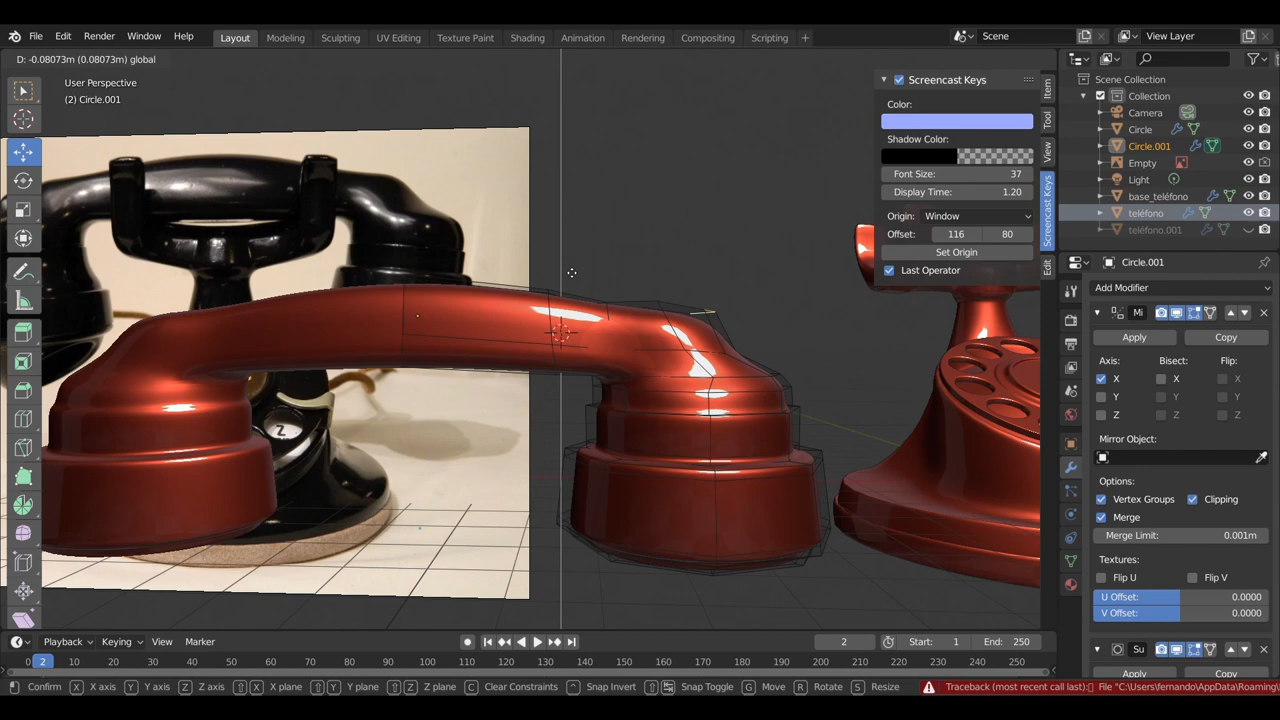 File Edit Render Window Help Layout Modeling Sculpting UV Editing Texture Paint Shading Animation Rendering Compositing Scripting + Scene View Layer
D: -0.08073m (0.08073m) global
User Perspective
(2) Circle.001
Screencast Keys
Color:
Shadow Color:
Font Size: 37
Display Time: 1.20
Origin: Window
Offset: 116 80
Set Origin
Last Operator
Item
Tool
View
Screencast Keys
Edit
Scene Collection
Collection
Camera
Circle
Circle.001
Empty
Light
base_teléfono
teléfono
teléfono.001
Circle.001
Add Modifier
Mi
Apply Copy
Axis: Bisect: Flip:
X X X
Y Y Y
Z Z Z
Mirror Object:
Options:
Vertex Groups Clipping
Merge
Merge Limit: 0.001m
Textures:
Flip U Flip V
U Offset: 0.0000
V Offset: 0.0000
Su
Apply Copy
Z
Playback Keying View Marker 2 Start: 1 End: 250
0 2 10 20 30 40 50 60 70 80 90 100 110 120 130 140 150 160 170 180 190 200 210 220 230 240 250
Confirm X X axis Y Y axis Z Z axis X X plane Y Y plane Z Z plane C Clear Constraints Snap Invert Snap Toggle G Move R Rotate S Resize Traceback (most recent call last): File "C:\Users\fernando\AppData\Roaming\